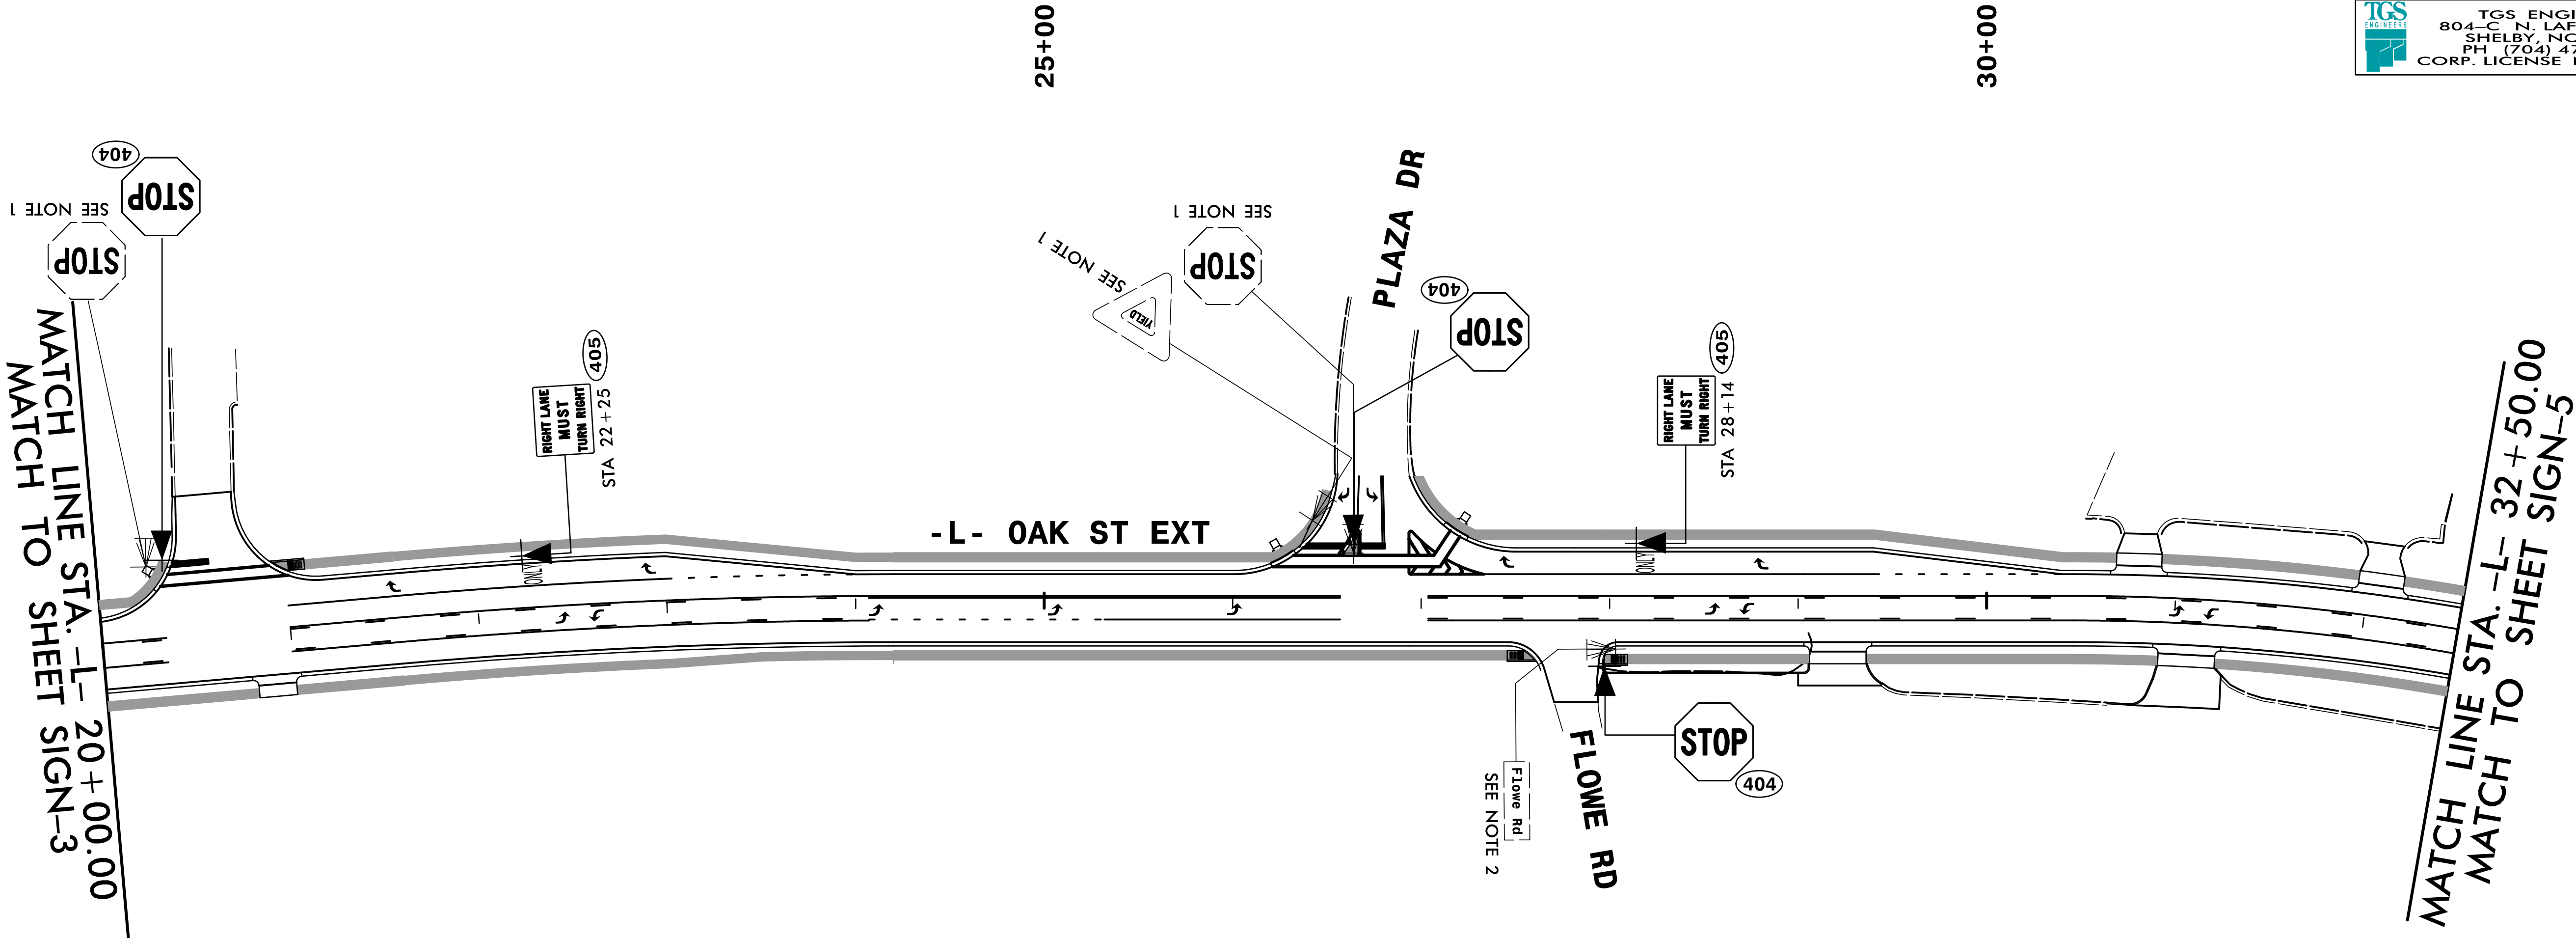 25+00
30+00
TGS
ENGINEERS
TGS ENGI
804-C N. LAF
SHELBY, NC
PH (704) 47
CORP. LICENSE
404
STOP
SEE NOTE 1
STOP
MATCH LINE STA. -L- 20+00.00
MATCH TO SHEET SIGN-3
RIGHT LANE
MUST
TURN RIGHT
405
STA 22+25
ONLY
-L- OAK ST EXT
SEE NOTE 1
YIELD
SEE NOTE 1
STOP
PLAZA DR
404
STOP
RIGHT LANE
MUST
TURN RIGHT
405
STA 28+14
ONLY
Flowe Rd
SEE NOTE 2
FLOWE RD
STOP
404
MATCH LINE STA. -L- 32+50.00
MATCH TO SHEET SIGN-5